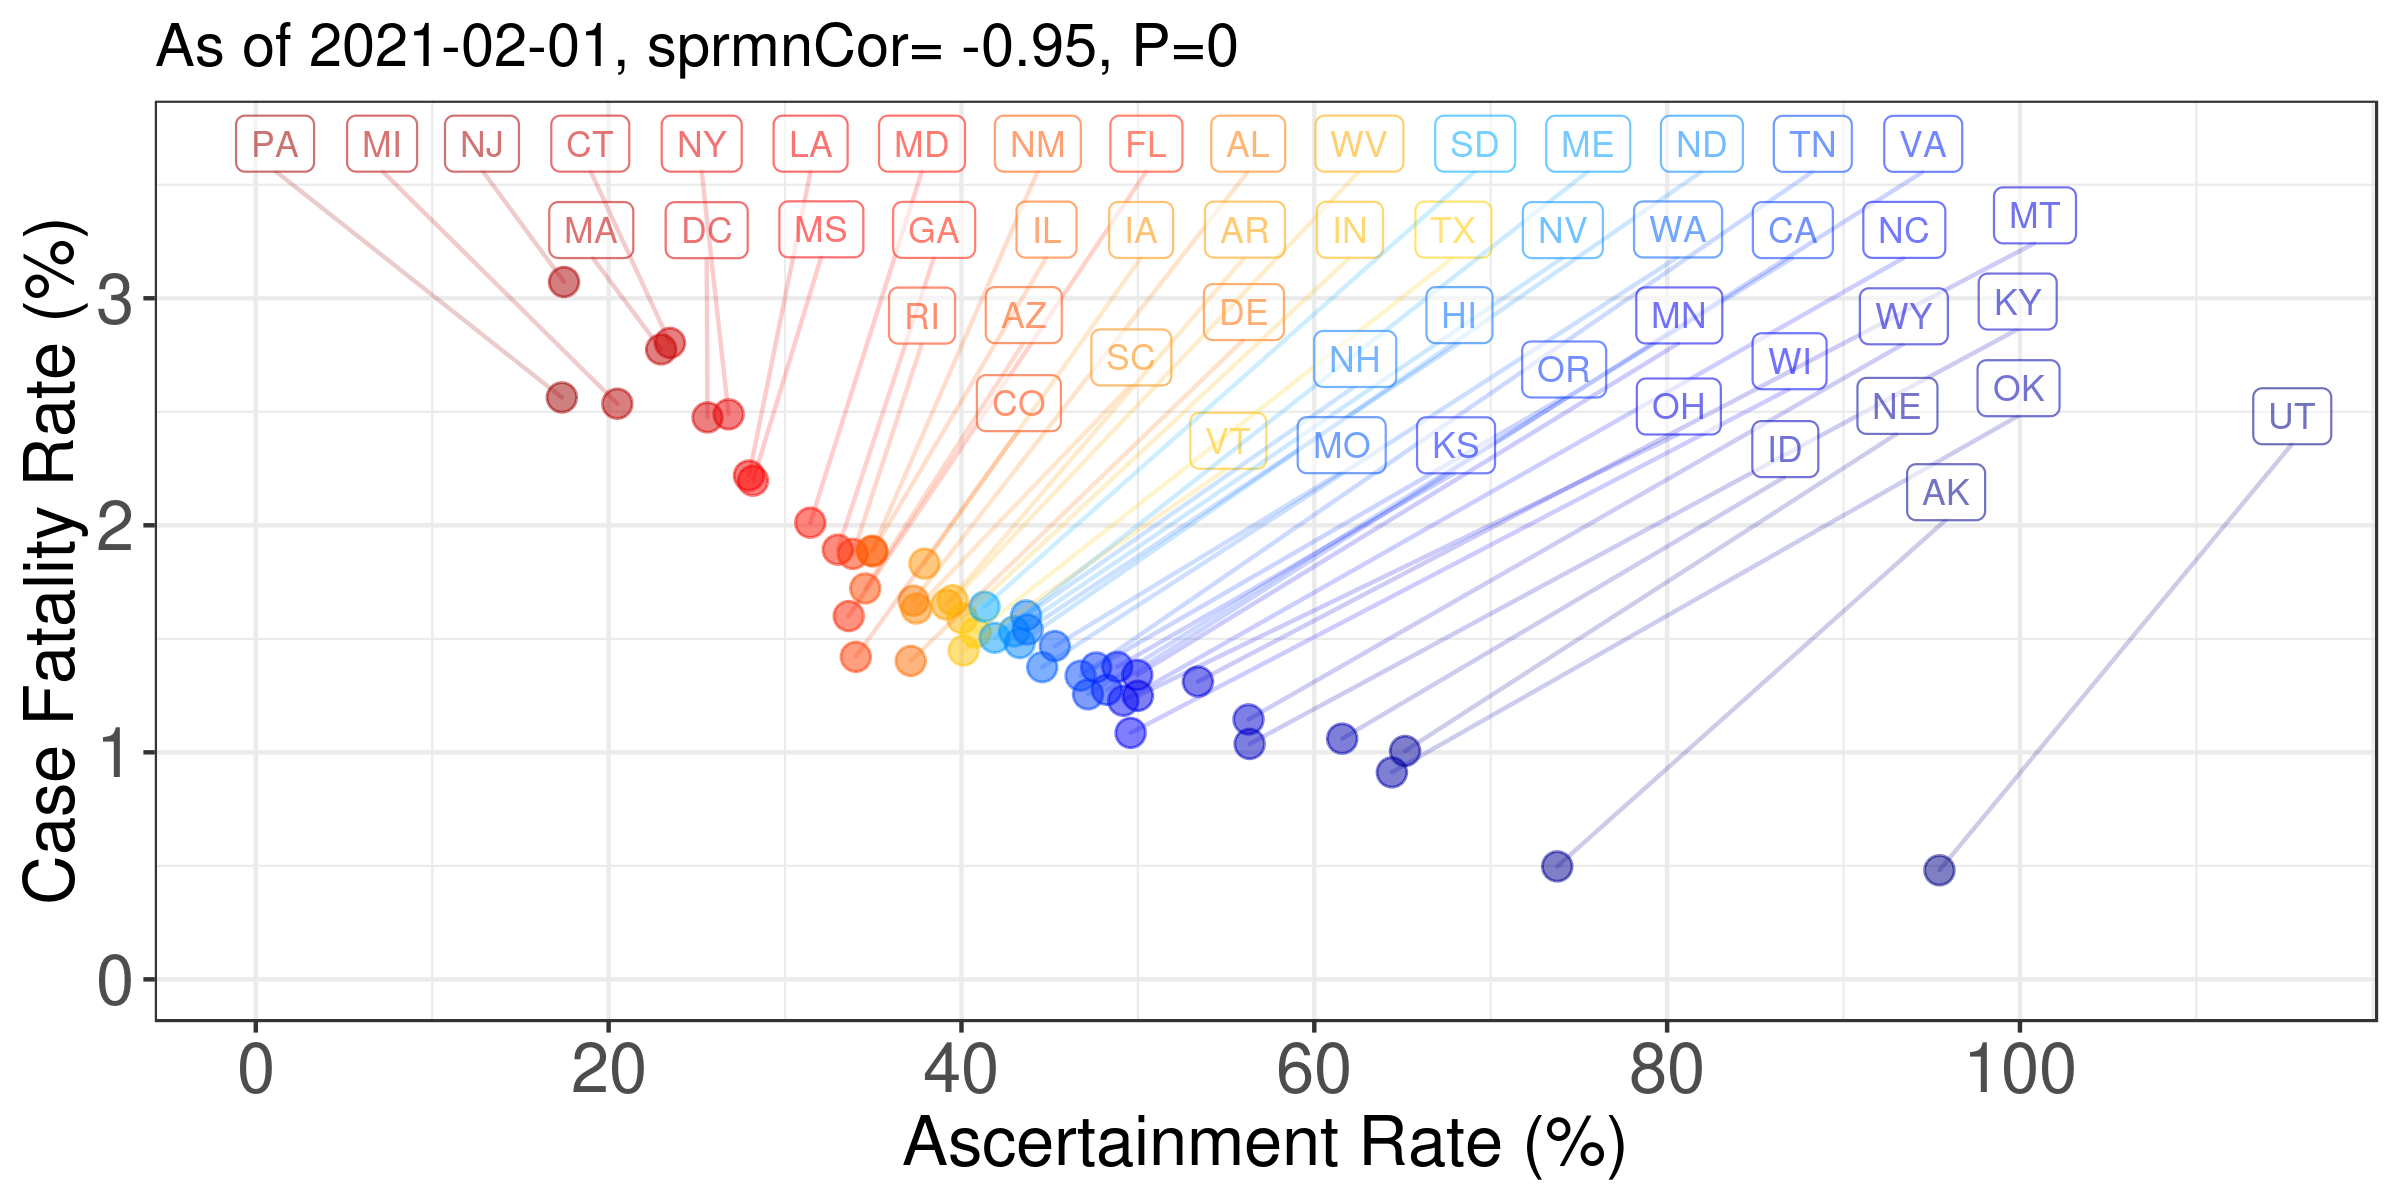 As of 2021-02-01, sprmnCor= -0.95, P=0
PA MI NJ CT NY LA MD NM FL AL WV SD ME ND TN VA
MA DC MS GA IL IA AR IN TX NV WA CA NC MT
RI AZ DE HI MN WY KY
SC NH OR WI
CO OH NE OK UT
VT MO KS ID
AK
3
2
1
0
Case Fatality Rate (%)
0 20 40 60 80 100
Ascertainment Rate (%)